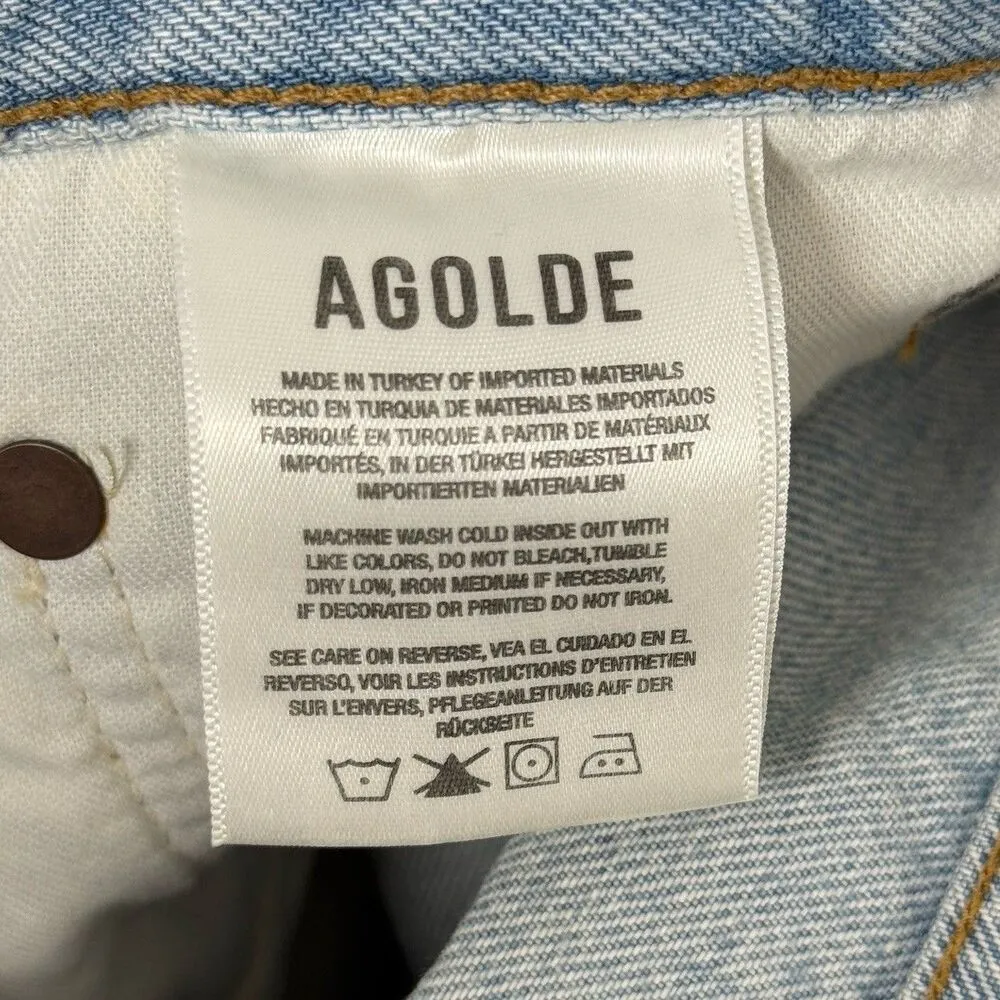 AGOLDE
MADE IN TURKEY OF IMPORTED MATERIALS
HECHO EN TURQUIA DE MATERIALES IMPORTADOS
FABRIQUÉ EN TURQUIE A PARTIR DE MATÉRIAUX
IMPORTÉS, IN DER TÜRKEI HERGESTELLT MIT
IMPORTIERTEN MATERIALIEN
MACHINE WASH COLD INSIDE OUT WITH
LIKE COLORS, DO NOT BLEACH,TUMBLE
DRY LOW, IRON MEDIUM IF NECESSARY,
IF DECORATED OR PRINTED DO NOT IRON.
SEE CARE ON REVERSE, VEA EL CUIDADO EN EL
REVERSO, VOIR LES INSTRUCTIONS D'ENTRETIEN
SUR L'ENVERS, PFLEGEANLEITUNG AUF DER
RÜCKSEITE